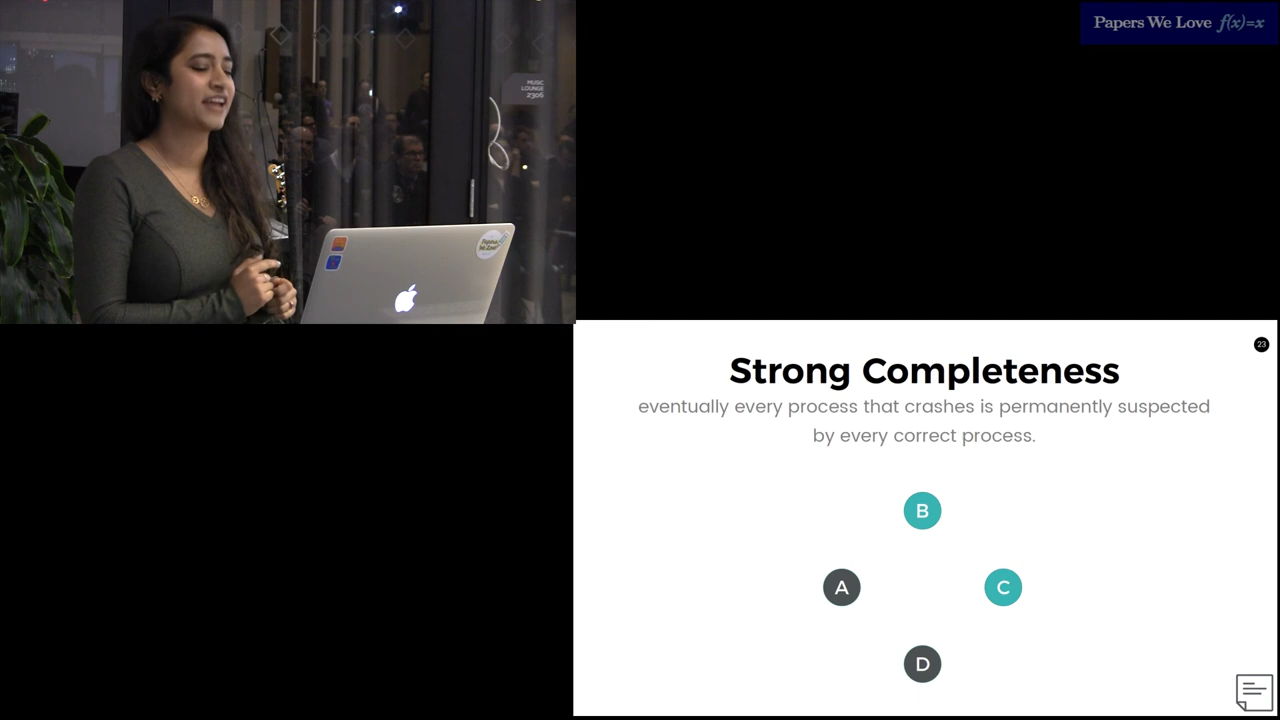 Papers We Love f(x)=x
MUSIC
LOUNGE
2306
23
Strong Completeness
eventually every process that crashes is permanently suspected
by every correct process.
B
A
C
D